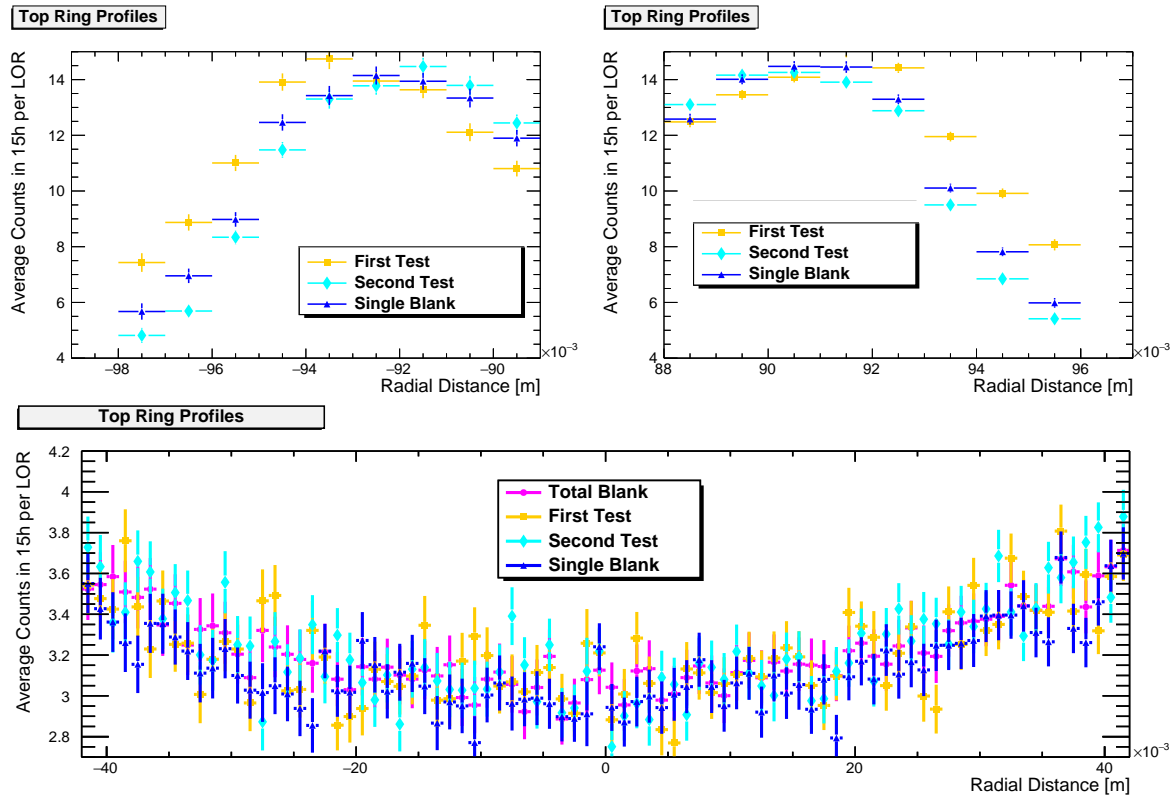 Top Ring Profiles
Average Counts in 15h per LOR
14
12
10
8
6
4
−98
−96
−94
−92
−90
×10−3
Radial Distance [m]
First Test
Second Test
Single Blank
Top Ring Profiles
Average Counts in 15h per LOR
14
12
10
8
6
4
88
90
92
94
96
×10−3
Radial Distance [m]
First Test
Second Test
Single Blank
Top Ring Profiles
Average Counts in 15h per LOR
4.2
4
3.8
3.6
3.4
3.2
3
2.8
−40
−20
0
20
40
×10−3
Radial Distance [m]
Total Blank
First Test
Second Test
Single Blank